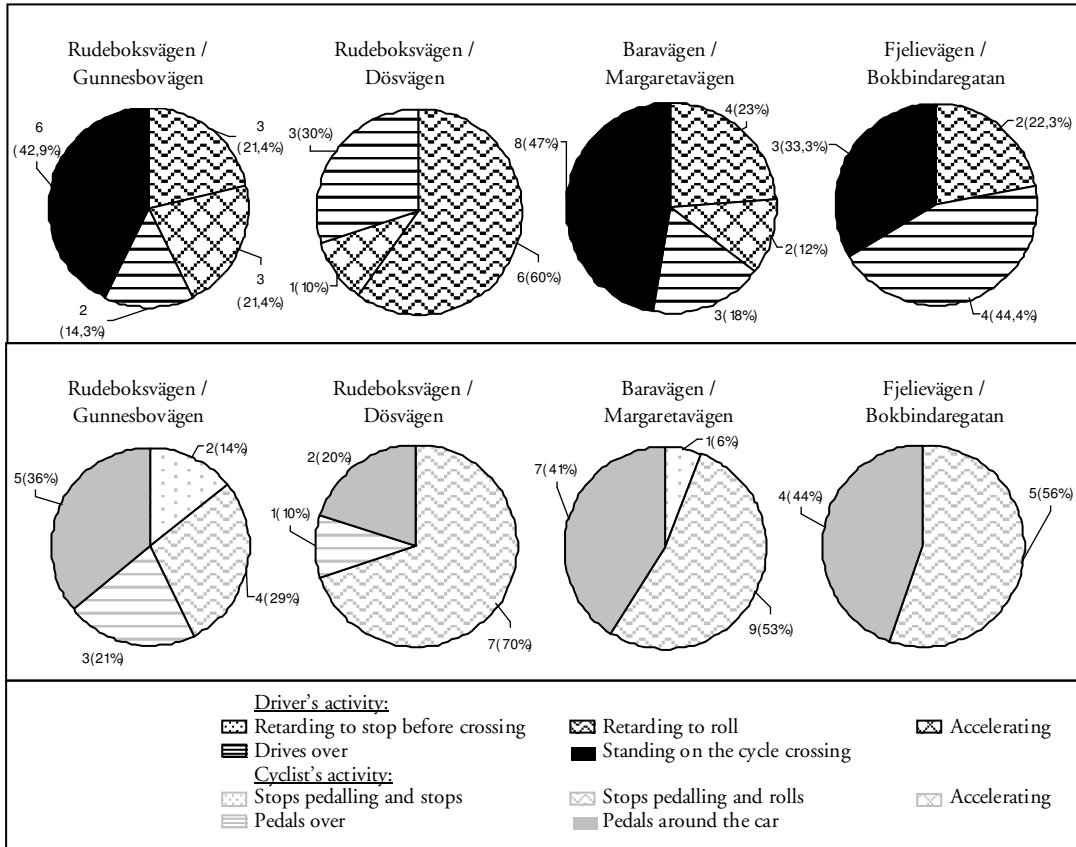 Rudeboksvägen /
Gunnesbovägen
Rudeboksvägen /
Dösvägen
Baravägen /
Margaretavägen
Fjelievägen /
Bokbindaregatan
6
(42,9%)
3
(21,4%)
3
(21,4%)
2
(14,3%)
3(30%)
1(10%)
6(60%)
8(47%)
4(23%)
2(12%)
3(18%)
3(33,3%)
2(22,3%)
4(44,4%)
Rudeboksvägen /
Gunnesbovägen
Rudeboksvägen /
Dösvägen
Baravägen /
Margaretavägen
Fjelievägen /
Bokbindaregatan
5(36%)
2(14%)
4(29%)
3(21%)
2(20%)
1(10%)
7(70%)
7(41%)
1(6%)
9(53%)
4(44%)
5(56%)
Driver's activity:
Retarding to stop before crossing
Retarding to roll
Accelerating
Drives over
Standing on the cycle crossing
Cyclist's activity:
Stops pedalling and stops
Stops pedalling and rolls
Accelerating
Pedals over
Pedals around the car